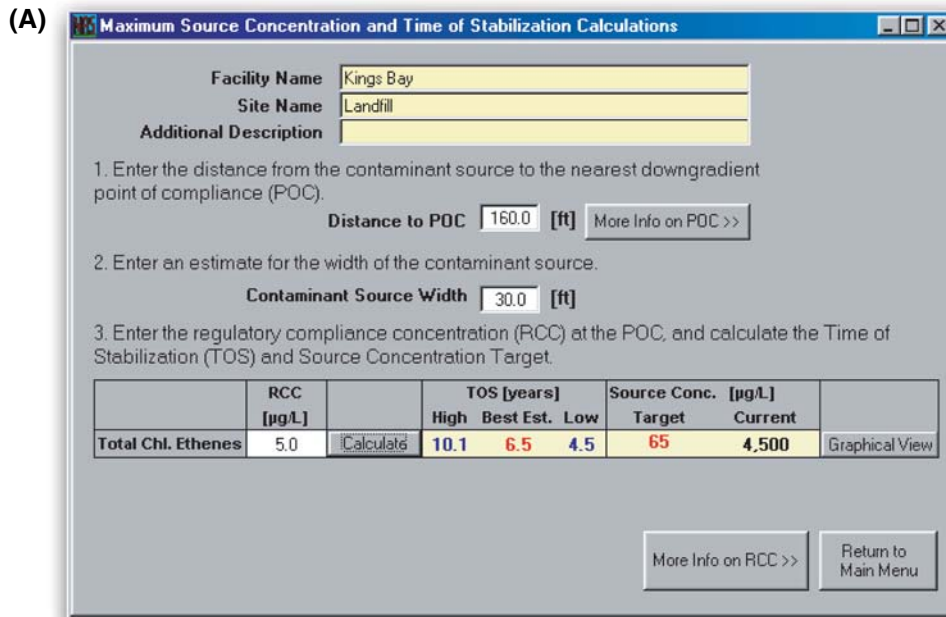 (A)
Maximum Source Concentration and Time of Stabilization Calculations
Facility Name Kings Bay
Site Name Landfill
Additional Description
1. Enter the distance from the contaminant source to the nearest downgradient
point of compliance (POC).
Distance to POC 160.0 [ft] More Info on POC >>
2. Enter an estimate for the width of the contaminant source.
Contaminant Source Width 30.0 [ft]
3. Enter the regulatory compliance concentration (RCC) at the POC, and calculate the Time of
Stabilization (TOS) and Source Concentration Target.
RCC TOS [years] Source Conc. [µg/L]
[µg/L] High Best Est. Low Target Current
Total Chl. Ethenes 5.0 Calculate 10.1 6.5 4.5 65 4,500 Graphical View
More Info on RCC >> Return to
Main Menu